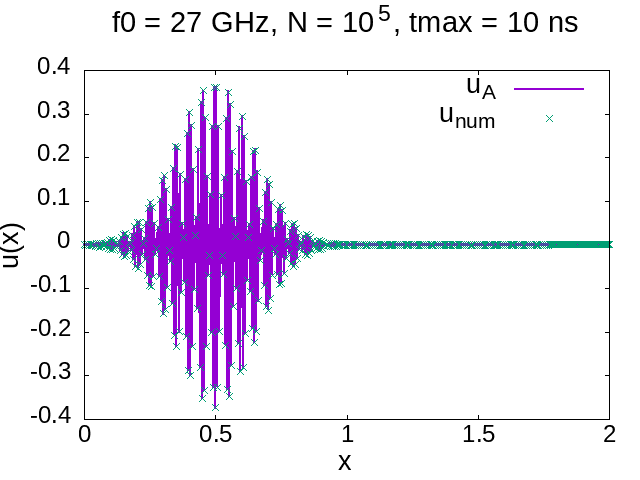 f0 = 27 GHz, N = 10^5, tmax = 10 ns
u_A
u_num
0.4
0.3
0.2
0.1
0
-0.1
-0.2
-0.3
-0.4
u(x)
0
0.5
1
1.5
2
x